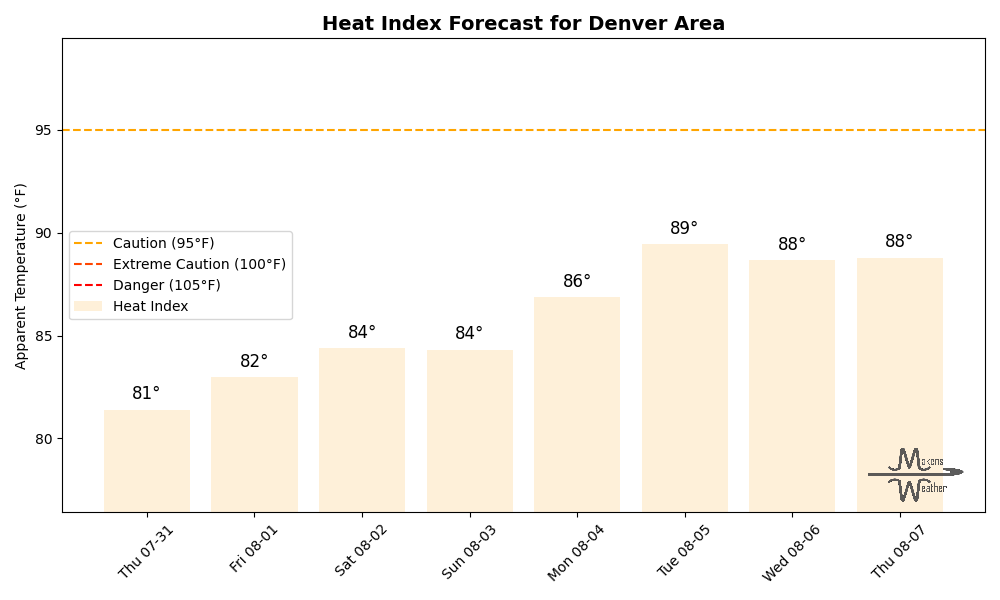 Heat Index Forecast for Denver Area
Apparent Temperature (°F)
95
90
85
80
Caution (95°F)
Extreme Caution (100°F)
Danger (105°F)
Heat Index
81°
82°
84°
84°
86°
89°
88°
88°
Thu 07-31
Fri 08-01
Sat 08-02
Sun 08-03
Mon 08-04
Tue 08-05
Wed 08-06
Thu 08-07
Weather